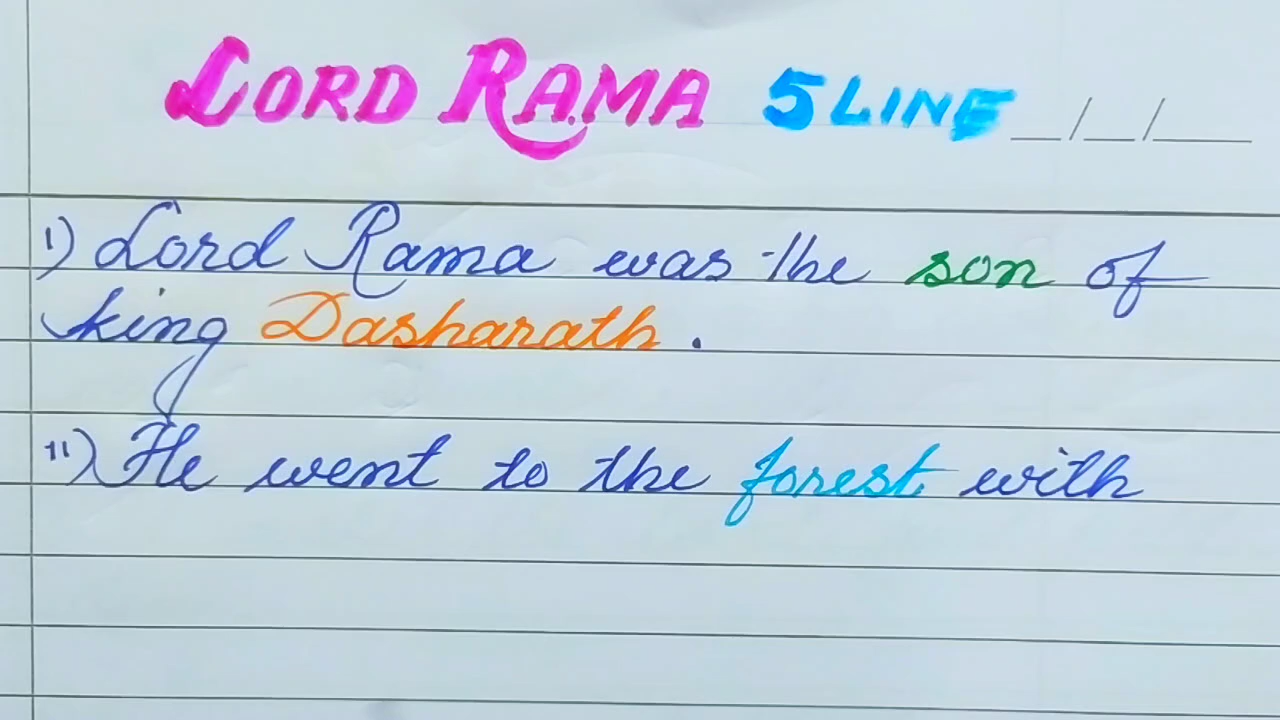 LORD RAMA 5 LINE __/__/____
1) Lord Rama was the son of
king Dasharath.
11) He went to the forest with